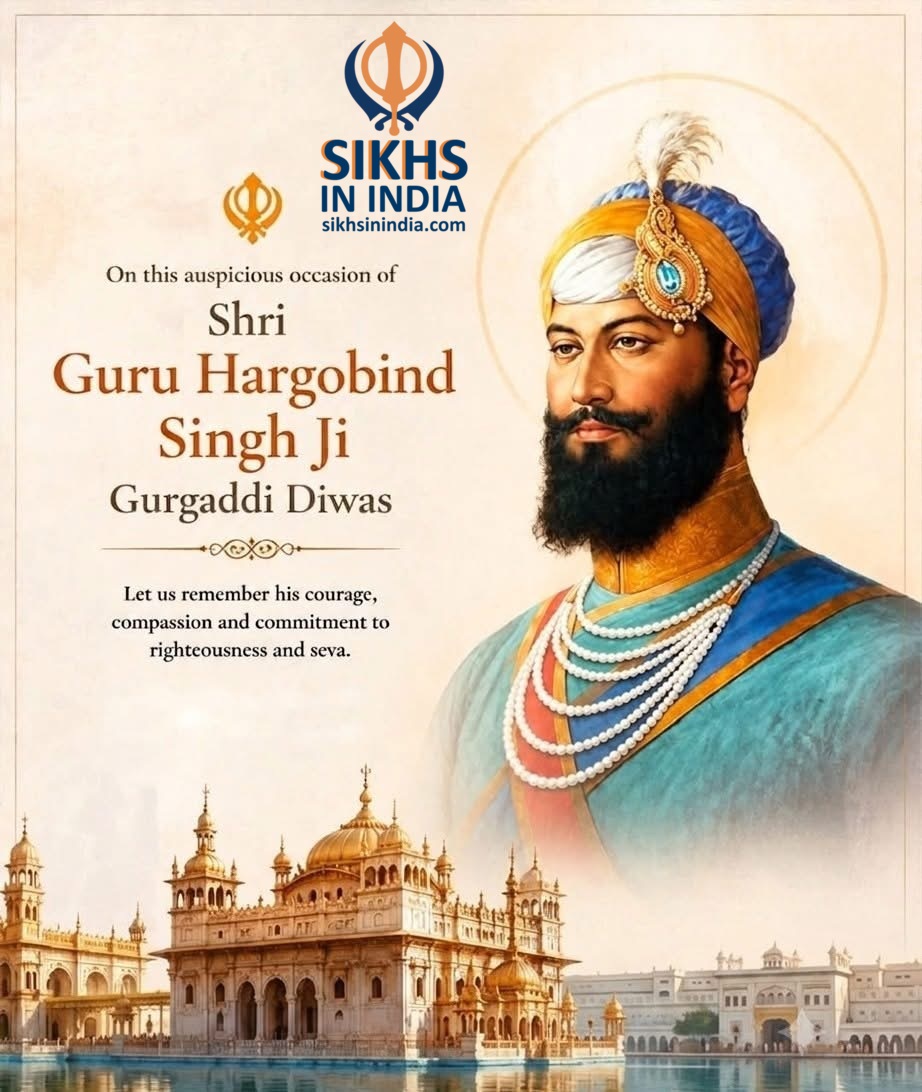 SIKHS
IN INDIA
sikhsinindia.com
On this auspicious occasion of
Shri
Guru Hargobind
Singh Ji
Gurgaddi Diwas
Let us remember his courage,
compassion and commitment to
righteousness and seva.